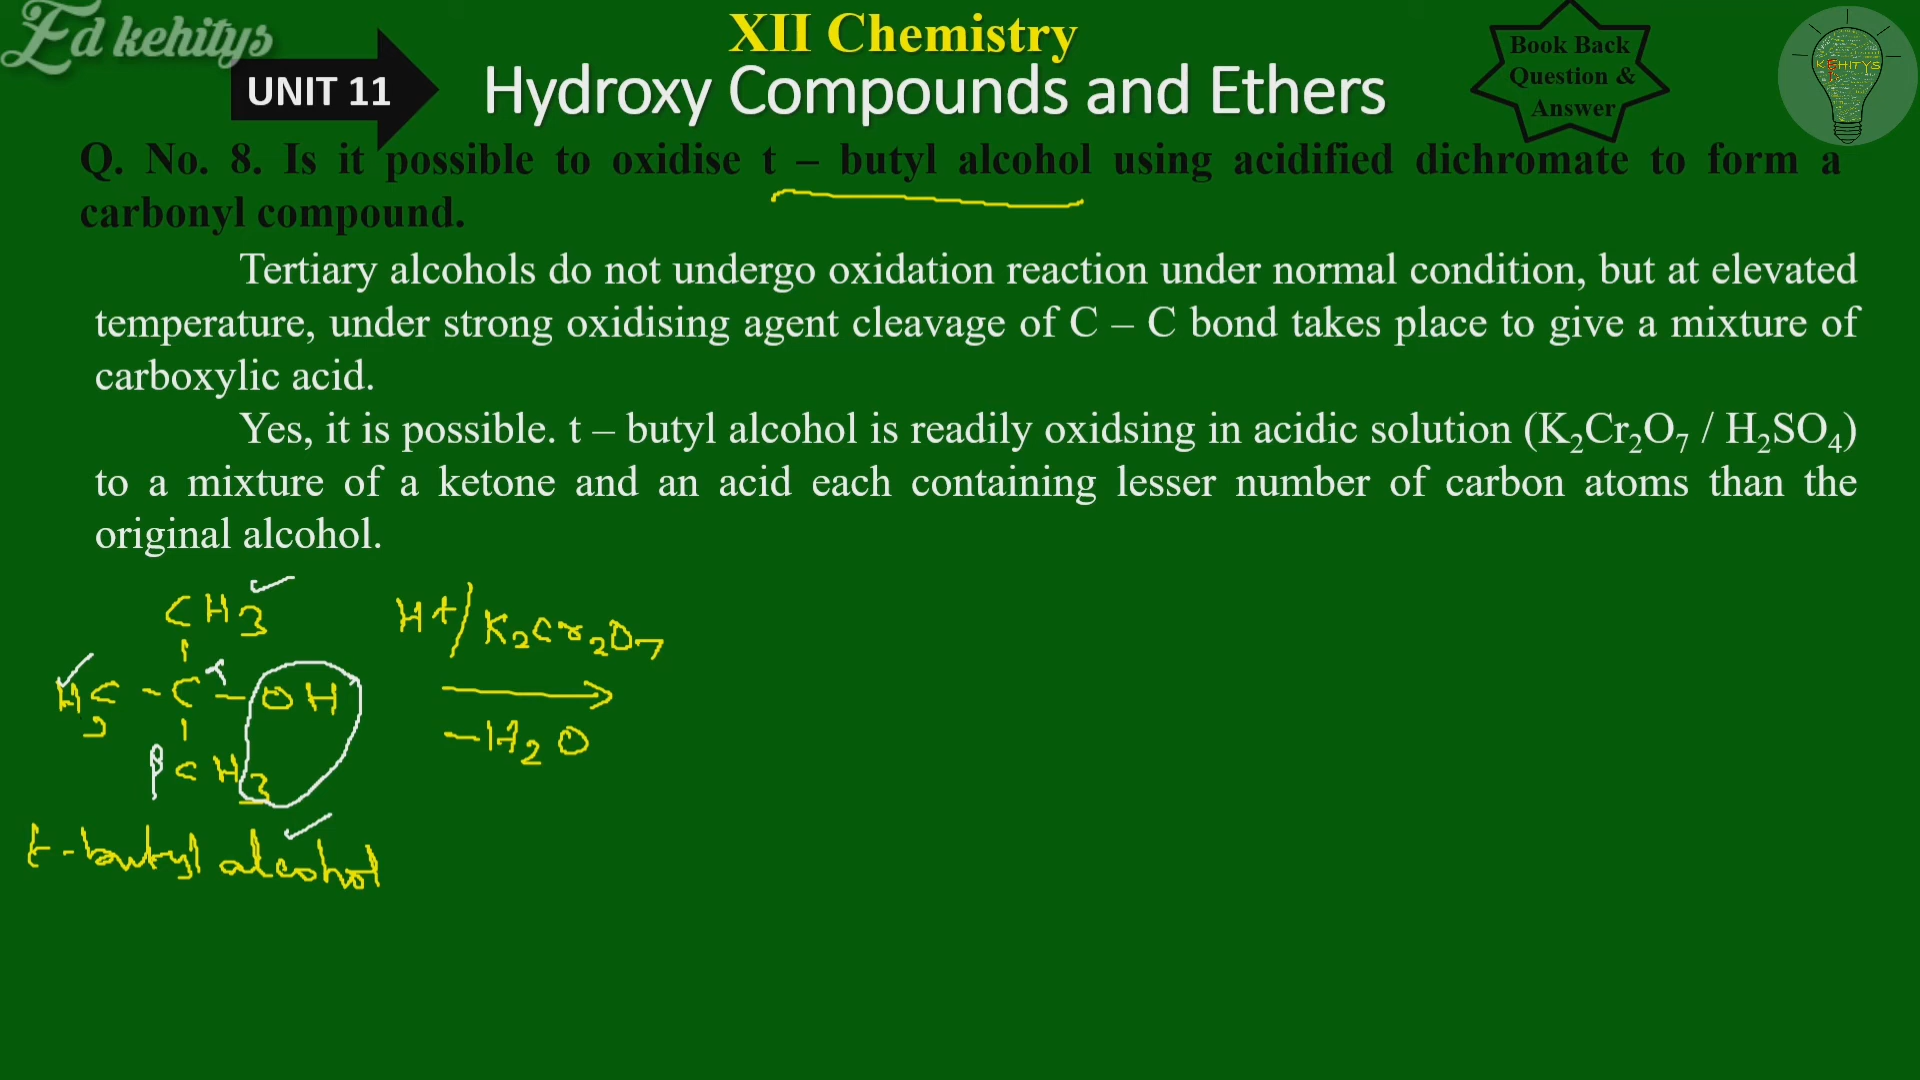 Ed kehitys
XII Chemistry
UNIT 11
Hydroxy Compounds and Ethers
Book Back
Question &
Answer
KEHITYS
Q. No. 8. Is it possible to oxidise t – butyl alcohol using acidified dichromate to form a
carbonyl compound.
Tertiary alcohols do not undergo oxidation reaction under normal condition, but at elevated
temperature, under strong oxidising agent cleavage of C – C bond takes place to give a mixture of
carboxylic acid.
Yes, it is possible. t – butyl alcohol is readily oxidsing in acidic solution (K₂Cr₂O₇ / H₂SO₄)
to a mixture of a ketone and an acid each containing lesser number of carbon atoms than the
original alcohol.
CH3
H3C - C α - OH
β CH3
t-butyl alcohol
H+/K2Cr2O7
-H2O